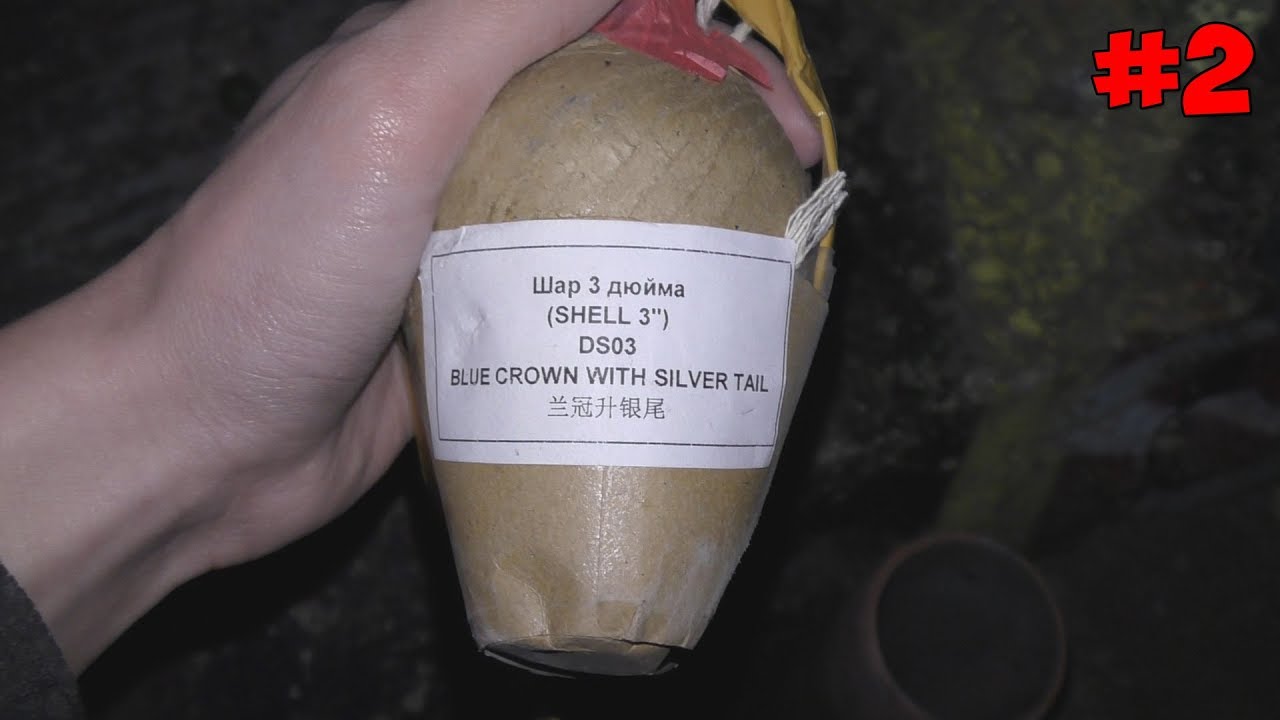 #2
Шар 3 дюйма
(SHELL 3")
DS03
BLUE CROWN WITH SILVER TAIL
兰冠升银尾